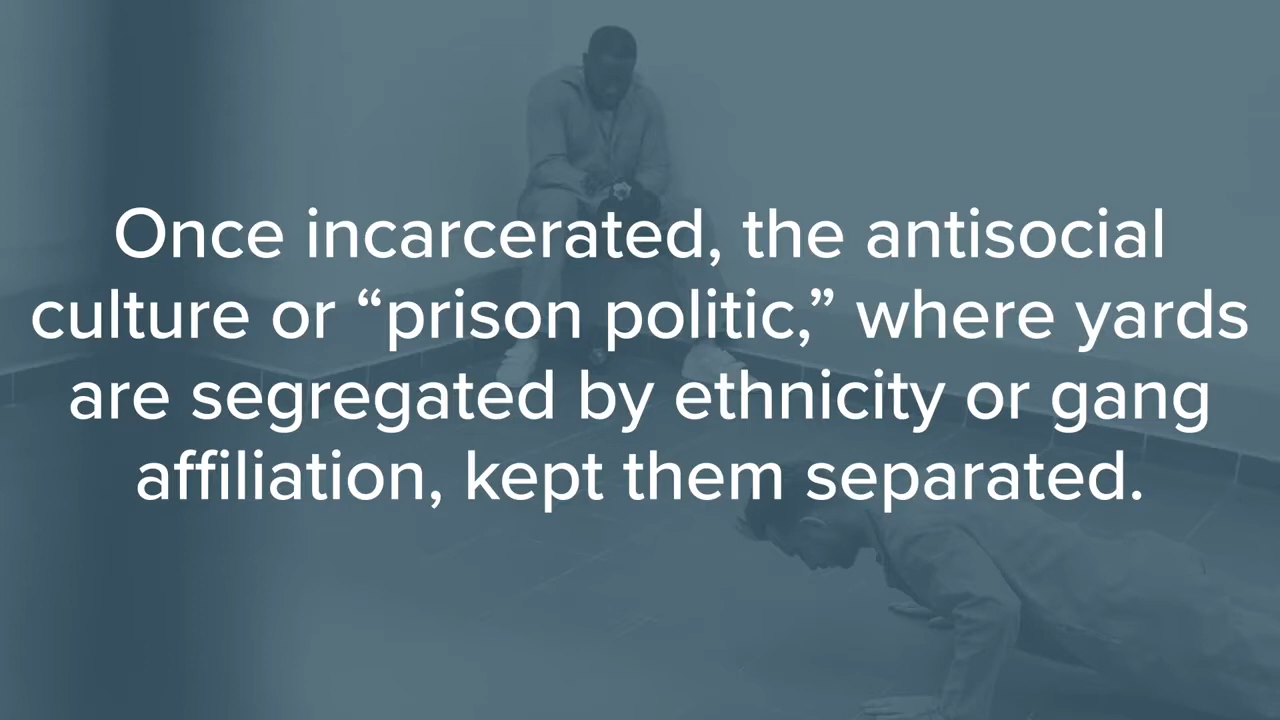 Once incarcerated, the antisocial
culture or “prison politic,” where yards
are segregated by ethnicity or gang
affiliation, kept them separated.